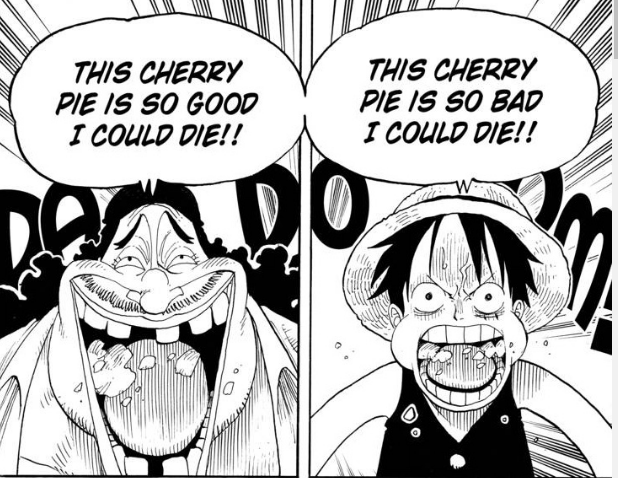 THIS CHERRY
PIE IS SO GOOD
I COULD DIE!!
THIS CHERRY
PIE IS SO BAD
I COULD DIE!!